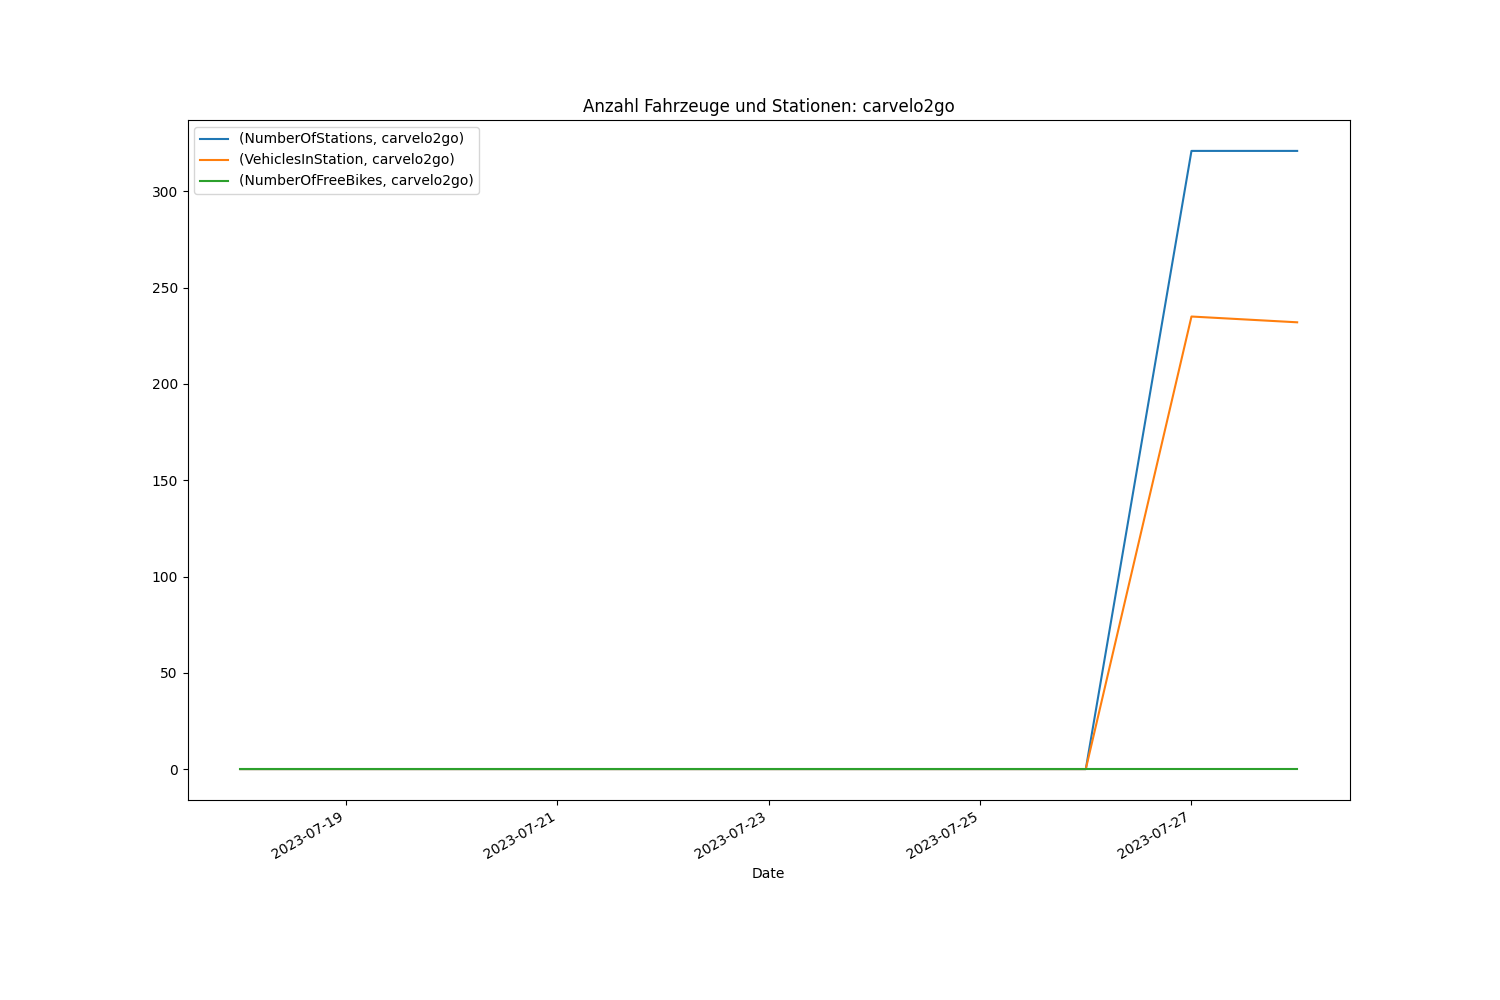 Anzahl Fahrzeuge und Stationen: carvelo2go
(NumberOfStations, carvelo2go)
(VehiclesInStation, carvelo2go)
(NumberOfFreeBikes, carvelo2go)
300
250
200
150
100
50
0
2023-07-19
2023-07-21
2023-07-23
2023-07-25
2023-07-27
Date